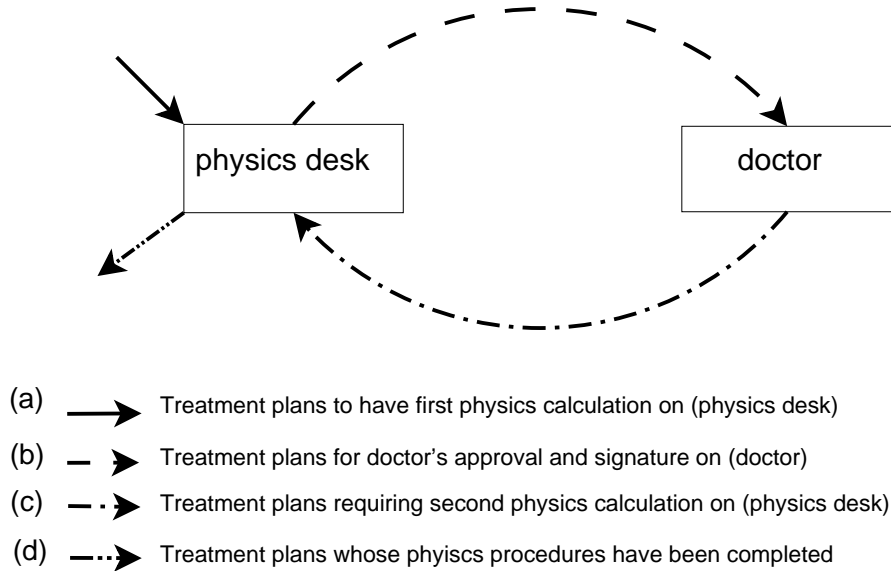 physics desk
doctor
(a) Treatment plans to have first physics calculation on (physics desk)
(b) Treatment plans for doctor's approval and signature on (doctor)
(c) Treatment plans requiring second physics calculation on (physics desk)
(d) Treatment plans whose phyiscs procedures have been completed